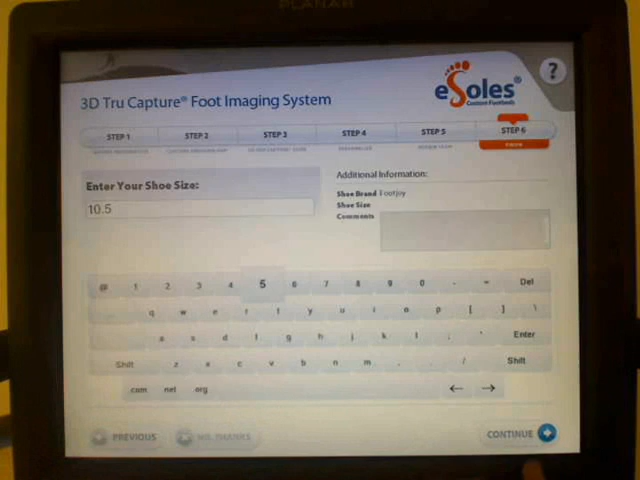 PLANAR
3D Tru Capture® Foot Imaging System
eSoles®
Custom Footbeds
?
STEP 1
STEP 2
STEP 3
STEP 4
STEP 5
STEP 6
Enter Your Shoe Size:
10.5
Additional Information:
Shoe Brand Footjoy
Shoe Size
Comments
@ 1 2 3 4 5 6 7 8 9 0 - = Del
q w e r t y u i o p [ ] \
a s d f g h j k l ; ' Enter
Shift z x c v b n m , . / Shift
com net org ← →
PREVIOUS
NO, THANKS
CONTINUE